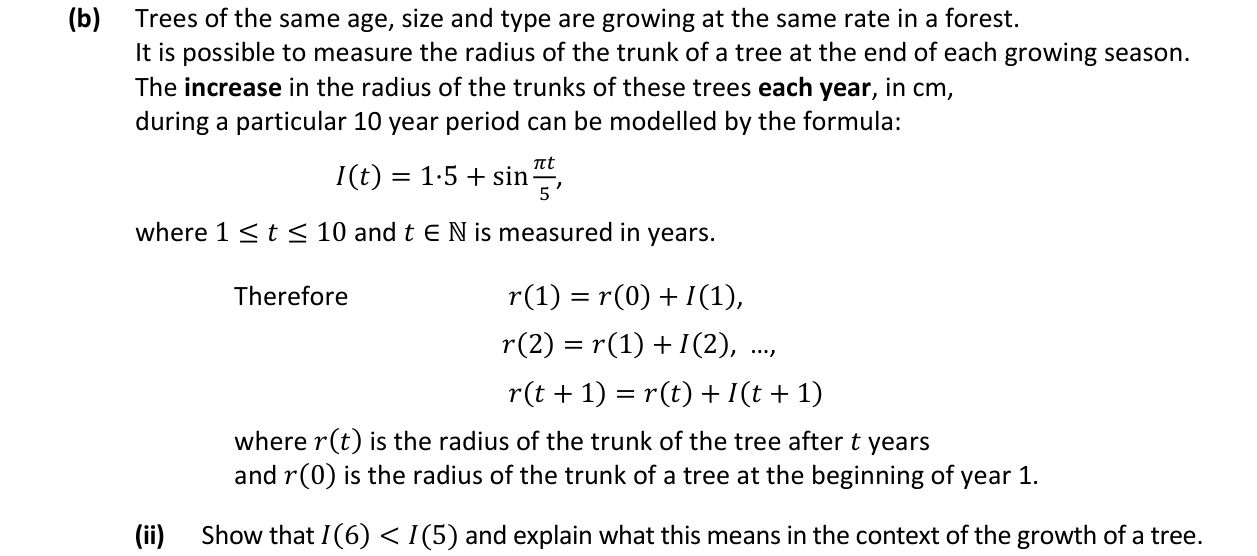 (b) Trees of the same age, size and type are growing at the same rate in a forest.
It is possible to measure the radius of the trunk of a tree at the end of each growing season.
The increase in the radius of the trunks of these trees each year, in cm,
during a particular 10 year period can be modelled by the formula:
I(t) = 1·5 + sin πt/5,
where 1 ≤ t ≤ 10 and t ∈ ℕ is measured in years.
Therefore r(1) = r(0) + I(1),
r(2) = r(1) + I(2), ...,
r(t + 1) = r(t) + I(t + 1)
where r(t) is the radius of the trunk of the tree after t years
and r(0) is the radius of the trunk of a tree at the beginning of year 1.
(ii) Show that I(6) < I(5) and explain what this means in the context of the growth of a tree.